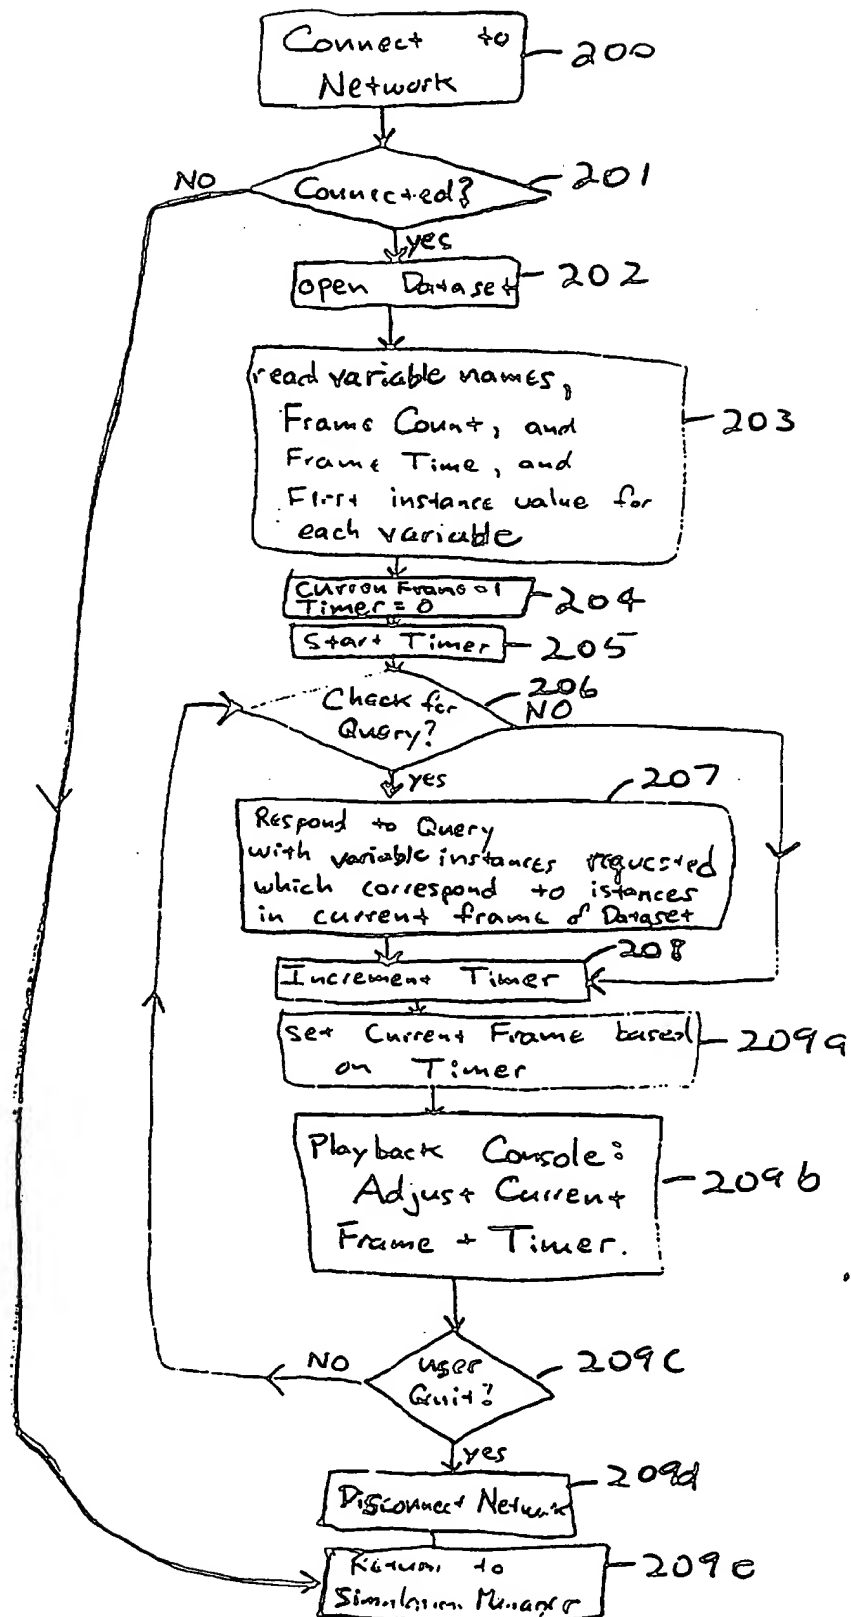 Connect to
Network
200
NO
Connected?
201
yes
open Dataset
202
read variable names,
Frame Count, and
Frame Time, and
First instance value for
each variable
203
Curren Frame = 1
Timer = 0
204
Start Timer
205
Check for
Query?
206
NO
yes
207
Respond to Query
with variable instances requested
which correspond to istances
in current frame of Dataset
208
Increment Timer
set Current Frame based
on Timer
209a
Playback Console:
Adjust Current
Frame + Timer.
209b
NO
user
Quit?
209c
yes
Disconnect Network
209d
Return to
Simulation Manager
209e